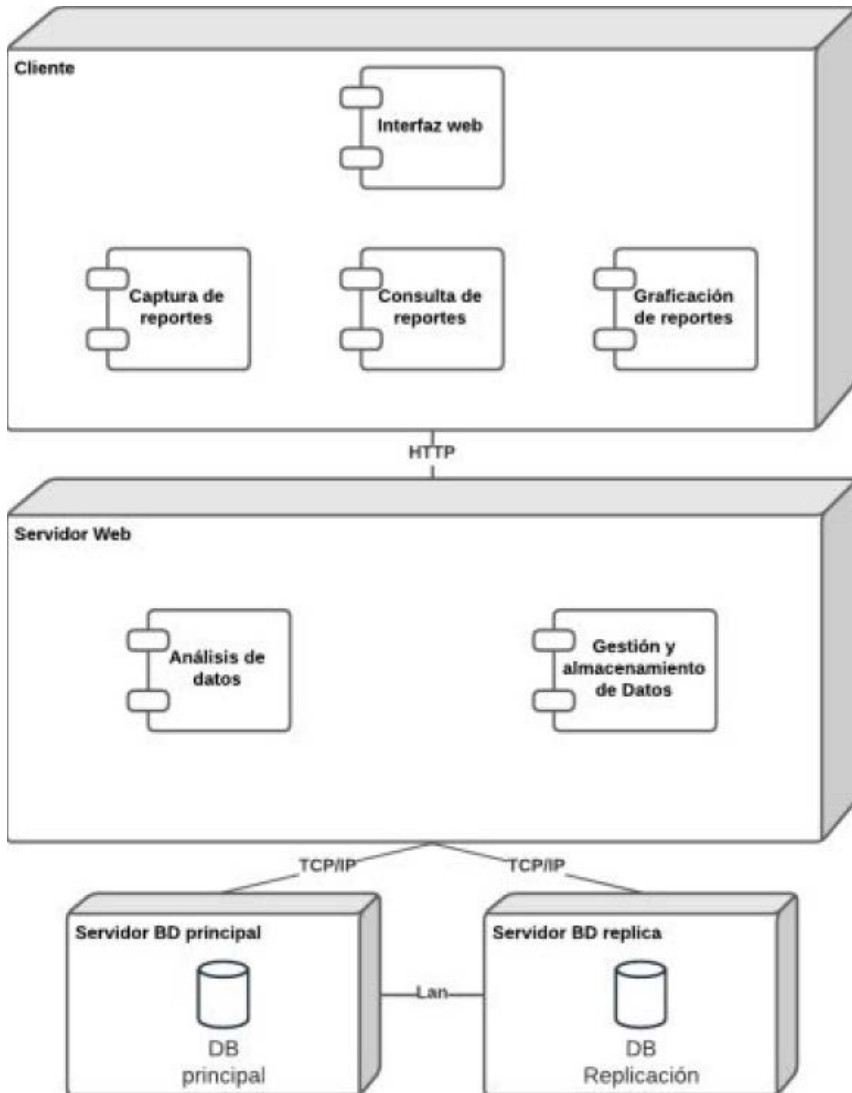 Cliente
Interfaz web
Captura de
reportes
Consulta de
reportes
Graficación
de reportes
HTTP
Servidor Web
Análisis de
datos
Gestión y
almacenamiento
de Datos
TCP/IP
TCP/IP
Servidor BD principal
Servidor BD replica
Lan
DB
principal
DB
Replicación